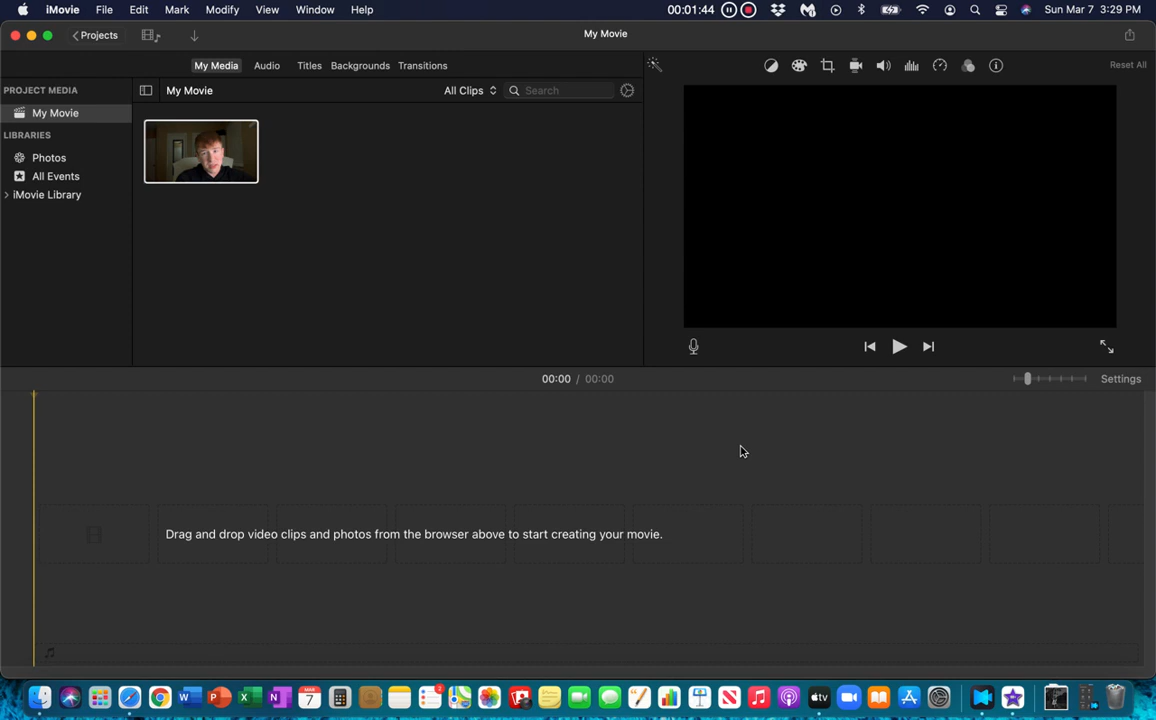 iMovie File Edit Mark Modify View Window Help 00:01:44 Sun Mar 7 3:29 PM
Projects My Movie
My Media Audio Titles Backgrounds Transitions Reset All
PROJECT MEDIA My Movie All Clips Search
My Movie
LIBRARIES
Photos
All Events
iMovie Library
00:00 / 00:00 Settings
Drag and drop video clips and photos from the browser above to start creating your movie.